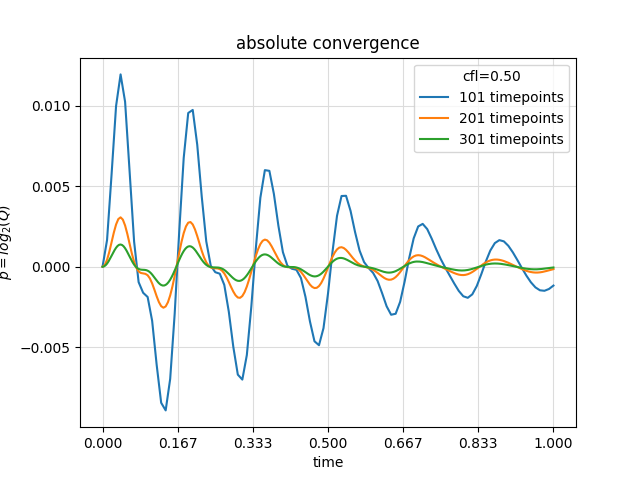 absolute convergence
cfl=0.50
101 timepoints
201 timepoints
301 timepoints
p = log₂(Q)
0.010
0.005
0.000
−0.005
0.000 0.167 0.333 0.500 0.667 0.833 1.000
time